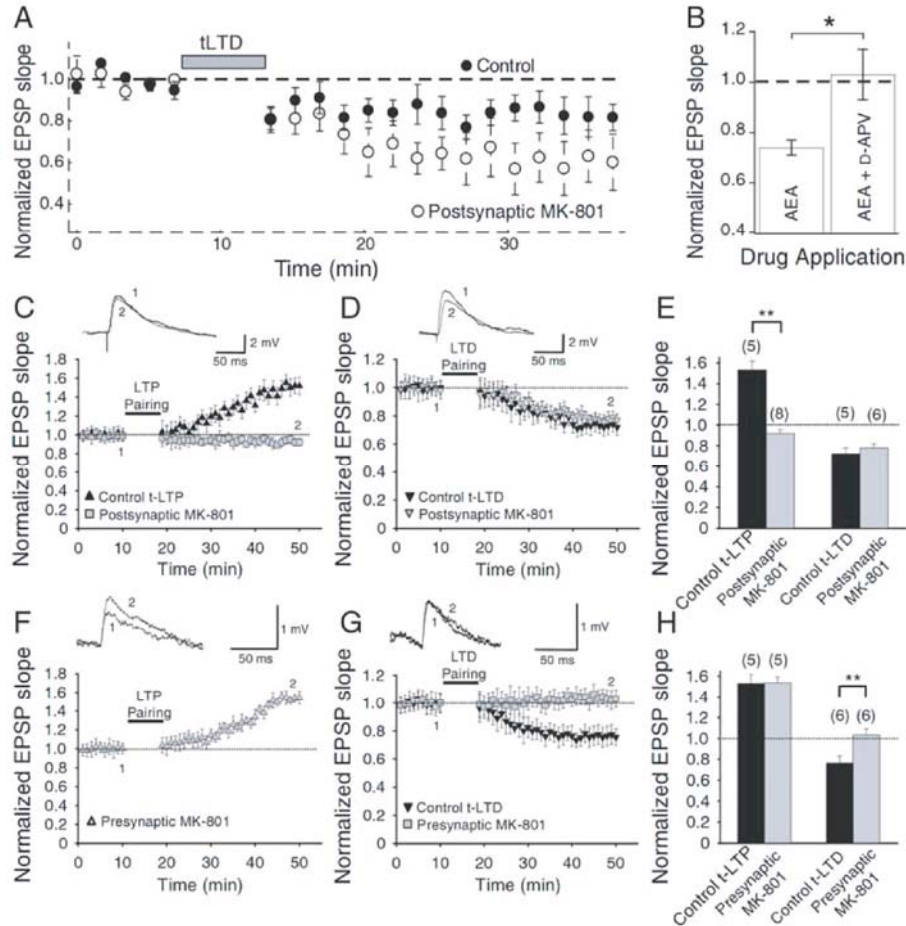 A
tLTD
Control
Postsynaptic MK-801
Normalized EPSP slope
1.0
0.8
0.6
0.4
0
10
20
30
Time (min)
B
*
Normalized EPSP slope
1.0
0.8
0.6
0.4
AEA
AEA + D-APV
Drug Application
C
1
2
2 mV
50 ms
LTP
Pairing
Normalized EPSP slope
1.8
1.6
1.4
1.2
1.0
0.8
0.6
0.4
0.2
0
1
2
Control t-LTP
Postsynaptic MK-801
0 10 20 30 40 50
Time (min)
D
1
2
2 mV
50 ms
LTD
Pairing
Normalized EPSP slope
1.2
1.0
0.8
0.6
0.4
0.2
0
1
2
Control t-LTD
Postsynaptic MK-801
0 10 20 30 40 50
Time (min)
E
**
(5)
(8)
(5)
(6)
Normalized EPSP slope
1.6
1.4
1.2
1.0
0.8
0.6
0.4
0.2
0
Control t-LTP
Postsynaptic
MK-801
Control t-LTD
Postsynaptic
MK-801
F
2
1
1 mV
50 ms
LTP
Pairing
Normalized EPSP slope
1.8
1.6
1.4
1.2
1.0
0.8
0.6
0.4
0.2
0
1
2
Presynaptic MK-801
0 10 20 30 40 50
Time (min)
G
2
1
1 mV
50 ms
LTD
Pairing
Normalized EPSP slope
1.2
1.0
0.8
0.6
0.4
0.2
0
1
2
Control t-LTD
Presynaptic MK-801
0 10 20 30 40 50
Time (min)
H
(5) (5)
**
(6) (6)
Normalized EPSP slope
1.6
1.4
1.2
1.0
0.8
0.6
0.4
0.2
0
Control t-LTP
Presynaptic
MK-801
Control t-LTD
Presynaptic
MK-801